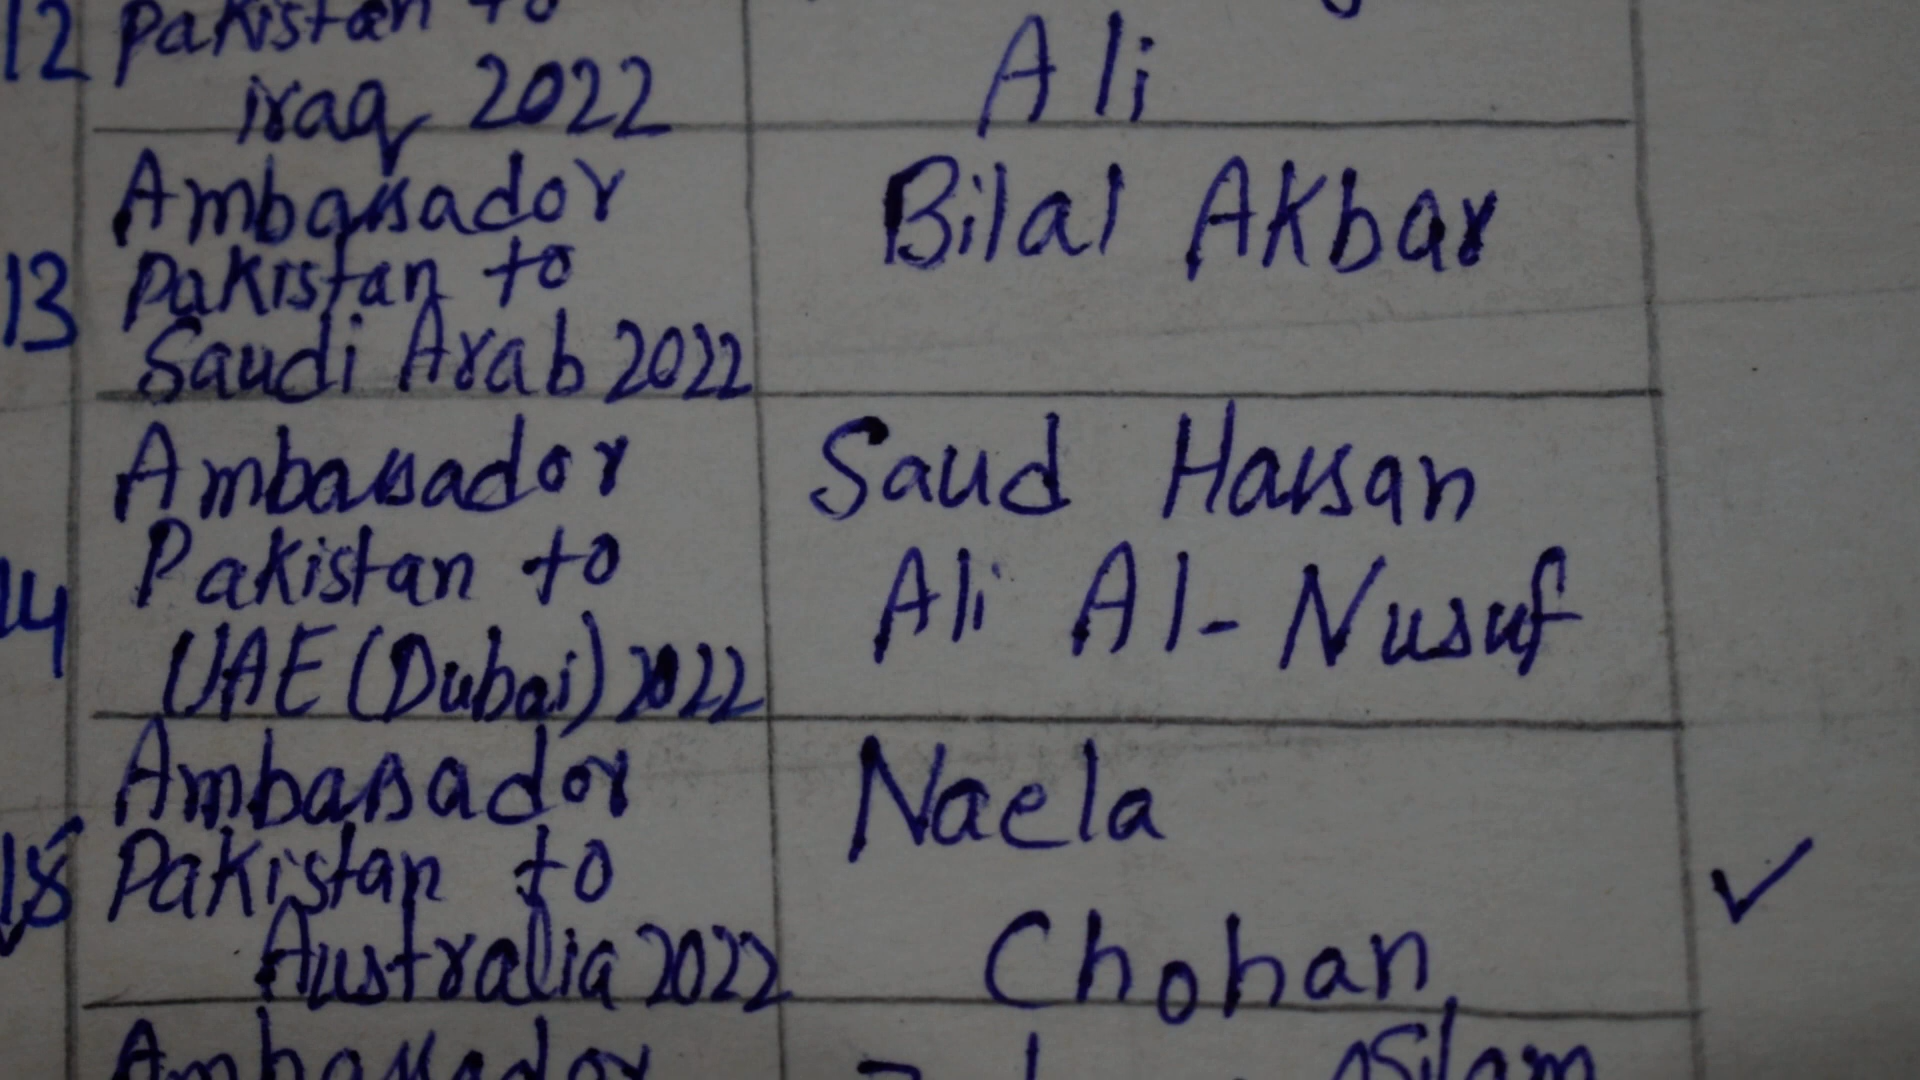 12 Pakistan to
iraq 2022
Ali
Ambassador
13 Pakistan to
Saudi Arab 2022
Bilal Akbar
Ambassador
14 Pakistan to
UAE (Dubai) 2022
Saud Hassan
Ali Al-Nusuf
Ambassador
15 Pakistan to
Australia 2022
Naela
Chohan
✓
Ambassador